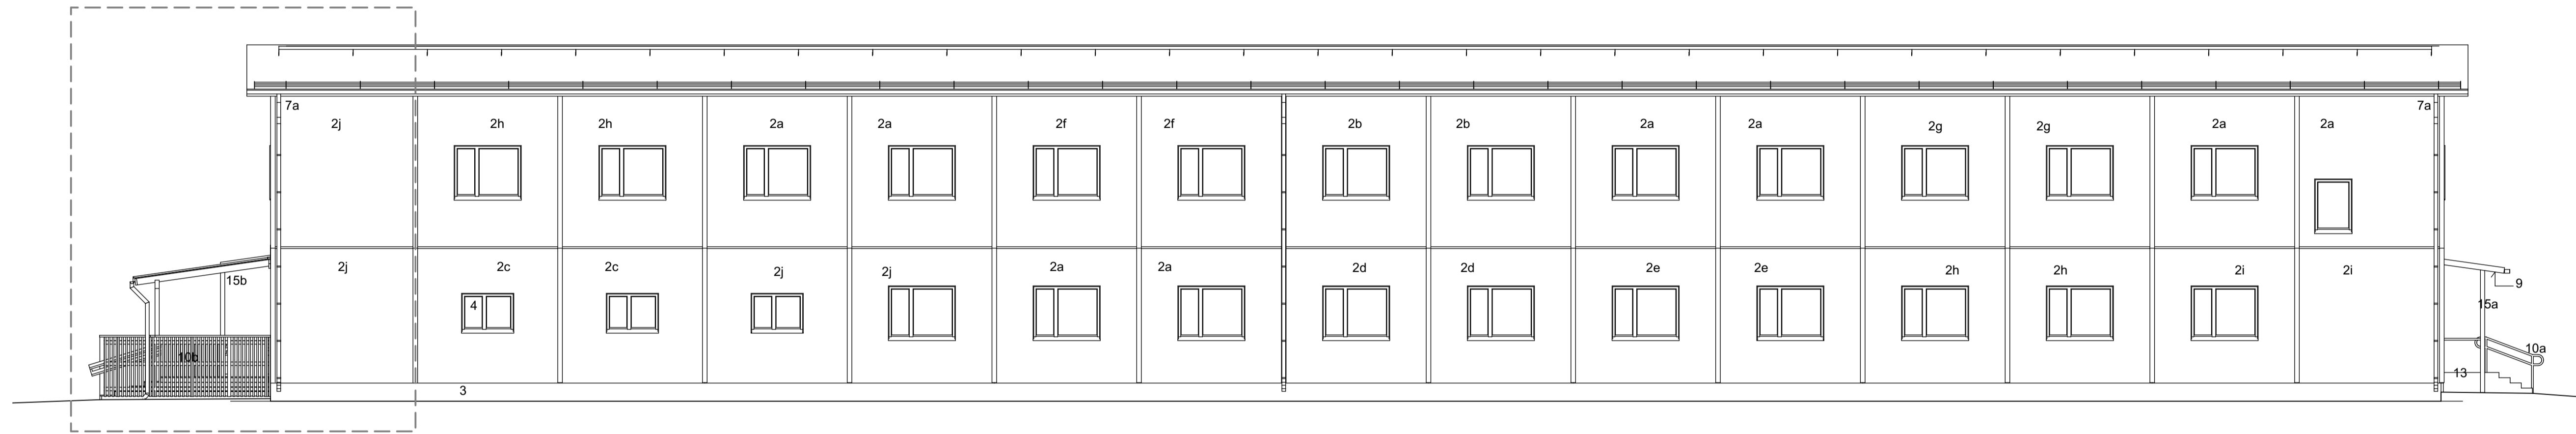 7a 7a
2j 2h 2h 2a 2a 2f 2f 2b 2b 2a 2a 2g 2g 2a 2a
2j 2c 2c 2j 2j 2a 2a 2d 2d 2e 2e 2h 2h 2i 2i
15b 9
4 15a
10b 10a
13
3